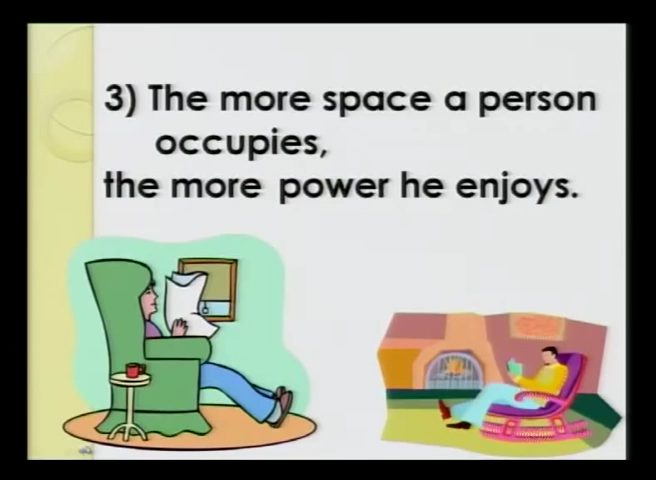 3) The more space a person
occupies,
the more power he enjoys.